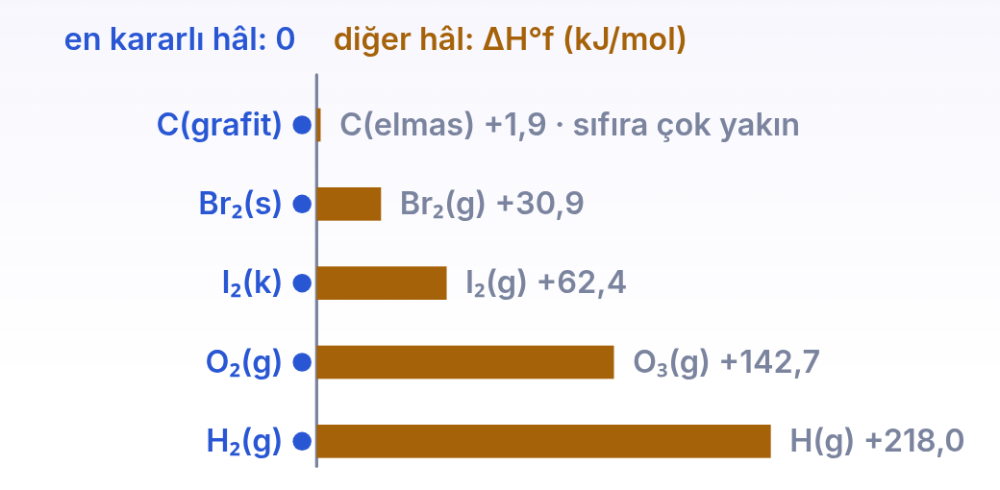 en kararlı hâl: 0 diğer hâl: ΔH°f (kJ/mol)
C(grafit) C(elmas) +1,9 · sıfıra çok yakın
Br₂(s) Br₂(g) +30,9
I₂(k) I₂(g) +62,4
O₂(g) O₃(g) +142,7
H₂(g) H(g) +218,0